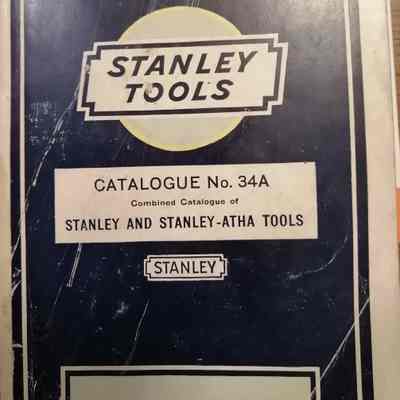 STANLEY
TOOLS
CATALOGUE No. 34A
Combined Catalogue of
STANLEY AND STANLEY-ATHA TOOLS
STANLEY